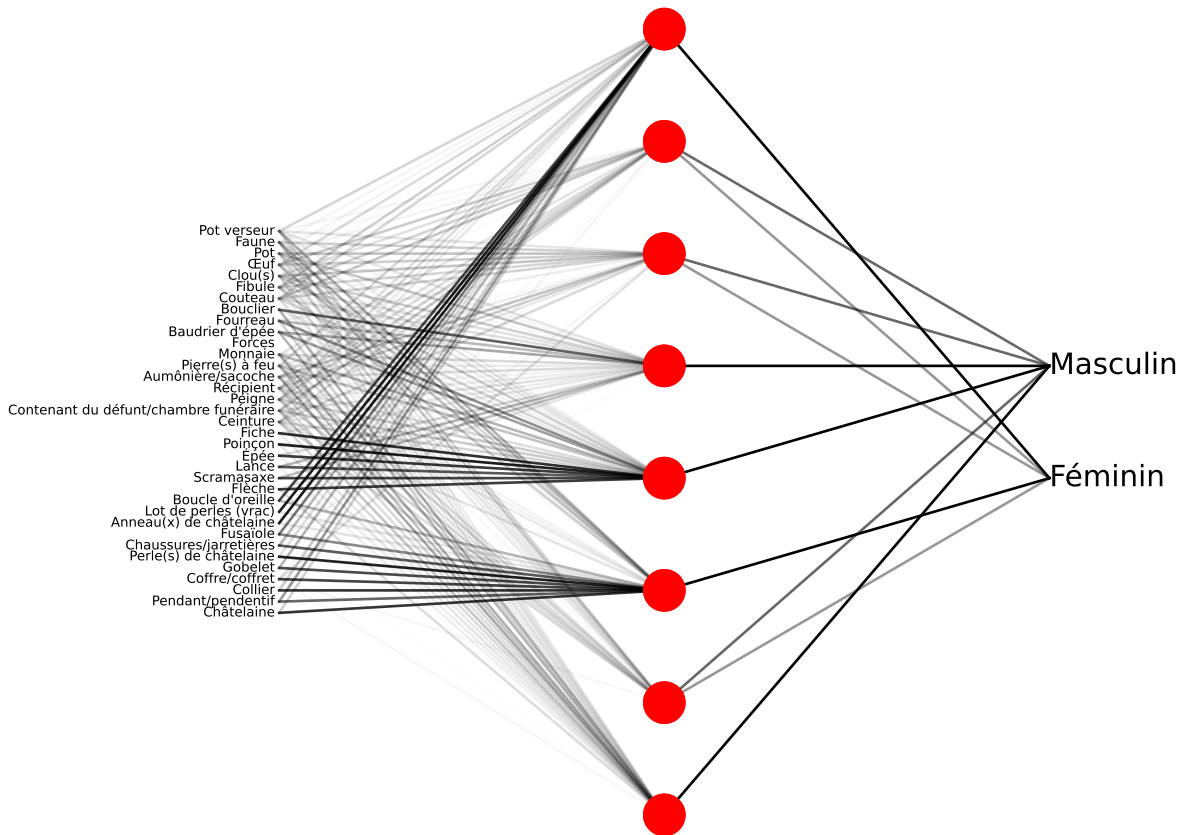 Pot verseur
Faune
Pot
Œuf
Clou(s)
Fibule
Couteau
Bouclier
Fourreau
Baudrier d'épée
Forces
Monnaie
Pierre(s) à feu
Aumônière/sacoche
Récipient
Peigne
Contenant du défunt/chambre funéraire
Ceinture
Fiche
Poinçon
Épée
Lance
Scramasaxe
Flèche
Boucle d'oreille
Lot de perles (vrac)
Anneau(x) de châtelaine
Fusaïole
Chaussures/jarretières
Perle(s) de châtelaine
Gobelet
Coffre/coffret
Collier
Pendant/pendentif
Châtelaine
Masculin
Féminin